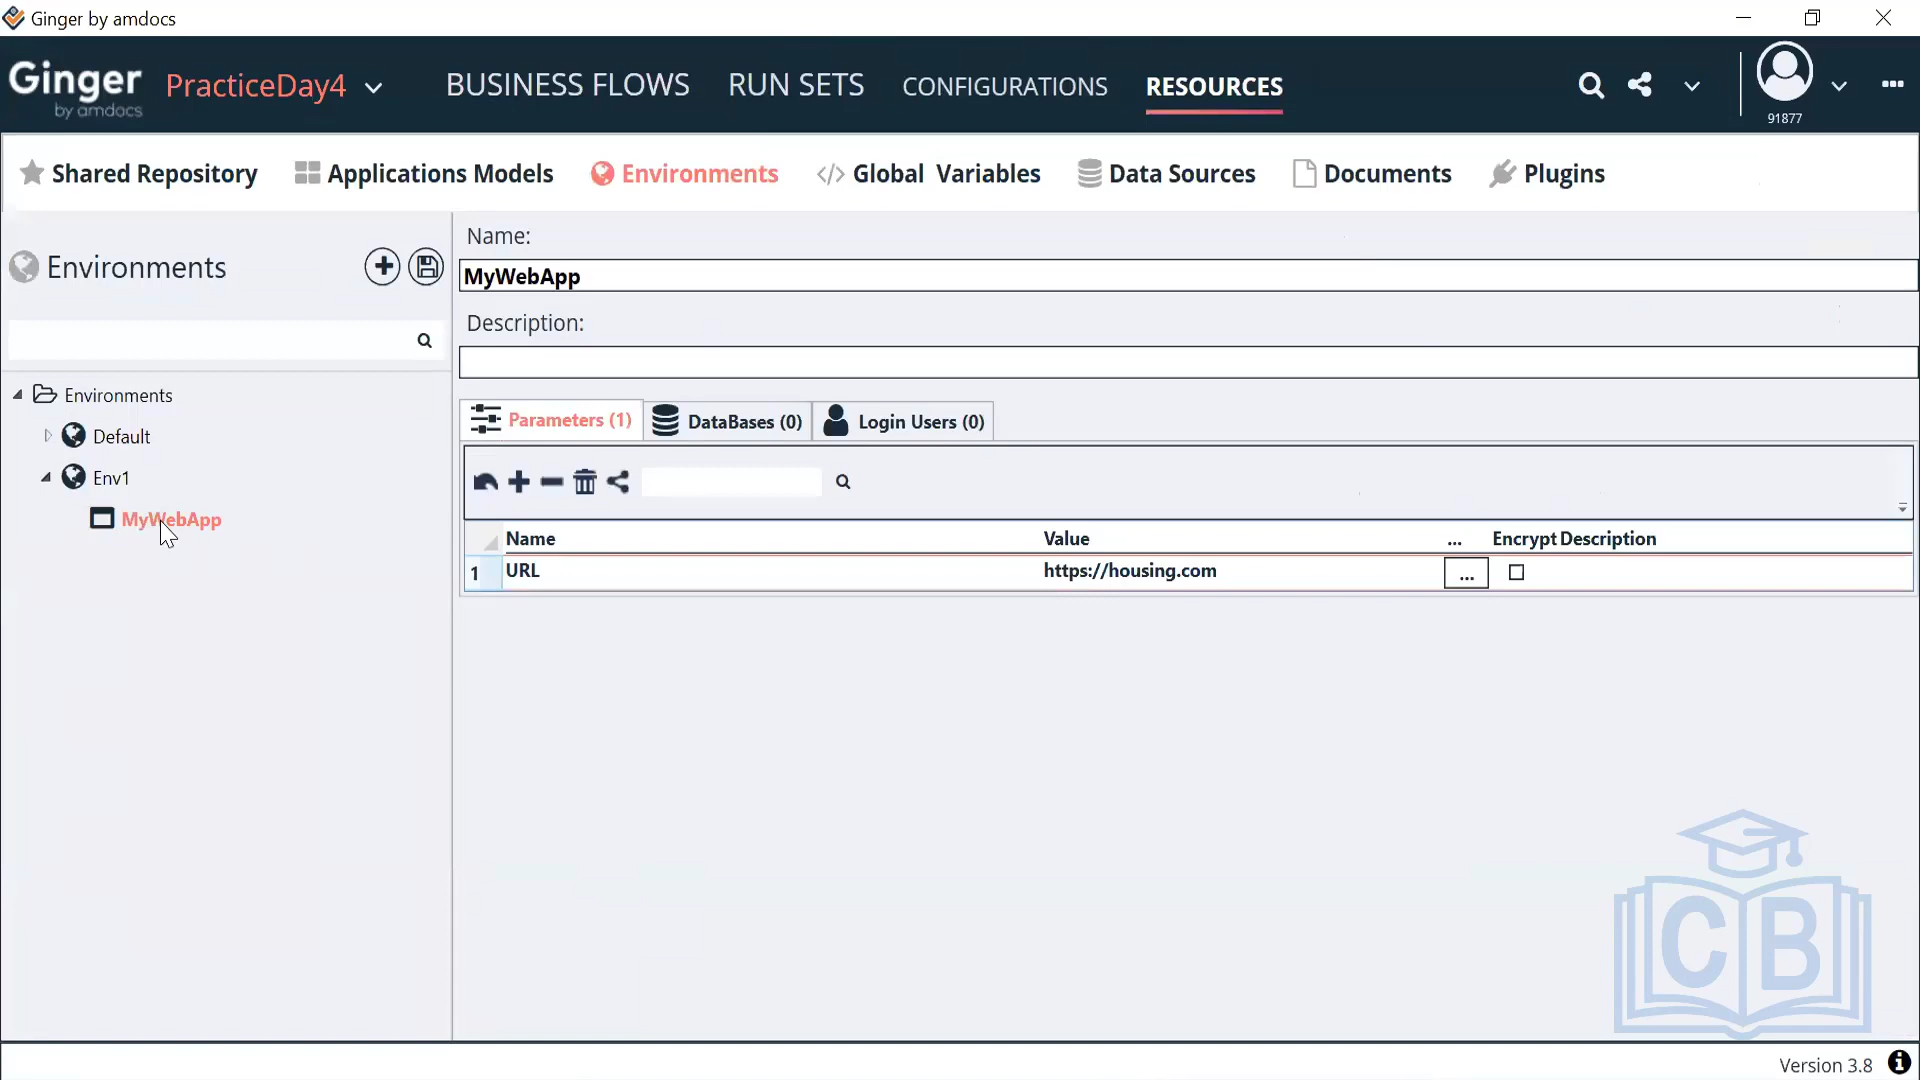 Ginger by amdocs
Ginger by amdocs PracticeDay4 BUSINESS FLOWS RUN SETS CONFIGURATIONS RESOURCES
91877
Shared Repository Applications Models Environments </> Global Variables Data Sources Documents Plugins
Environments
Name:
MyWebApp
Description:
Environments
Default
Env1
MyWebApp
Parameters (1) DataBases (0) Login Users (0)
Name Value ... Encrypt Description
1 URL https://housing.com ...
CB
Version 3.8